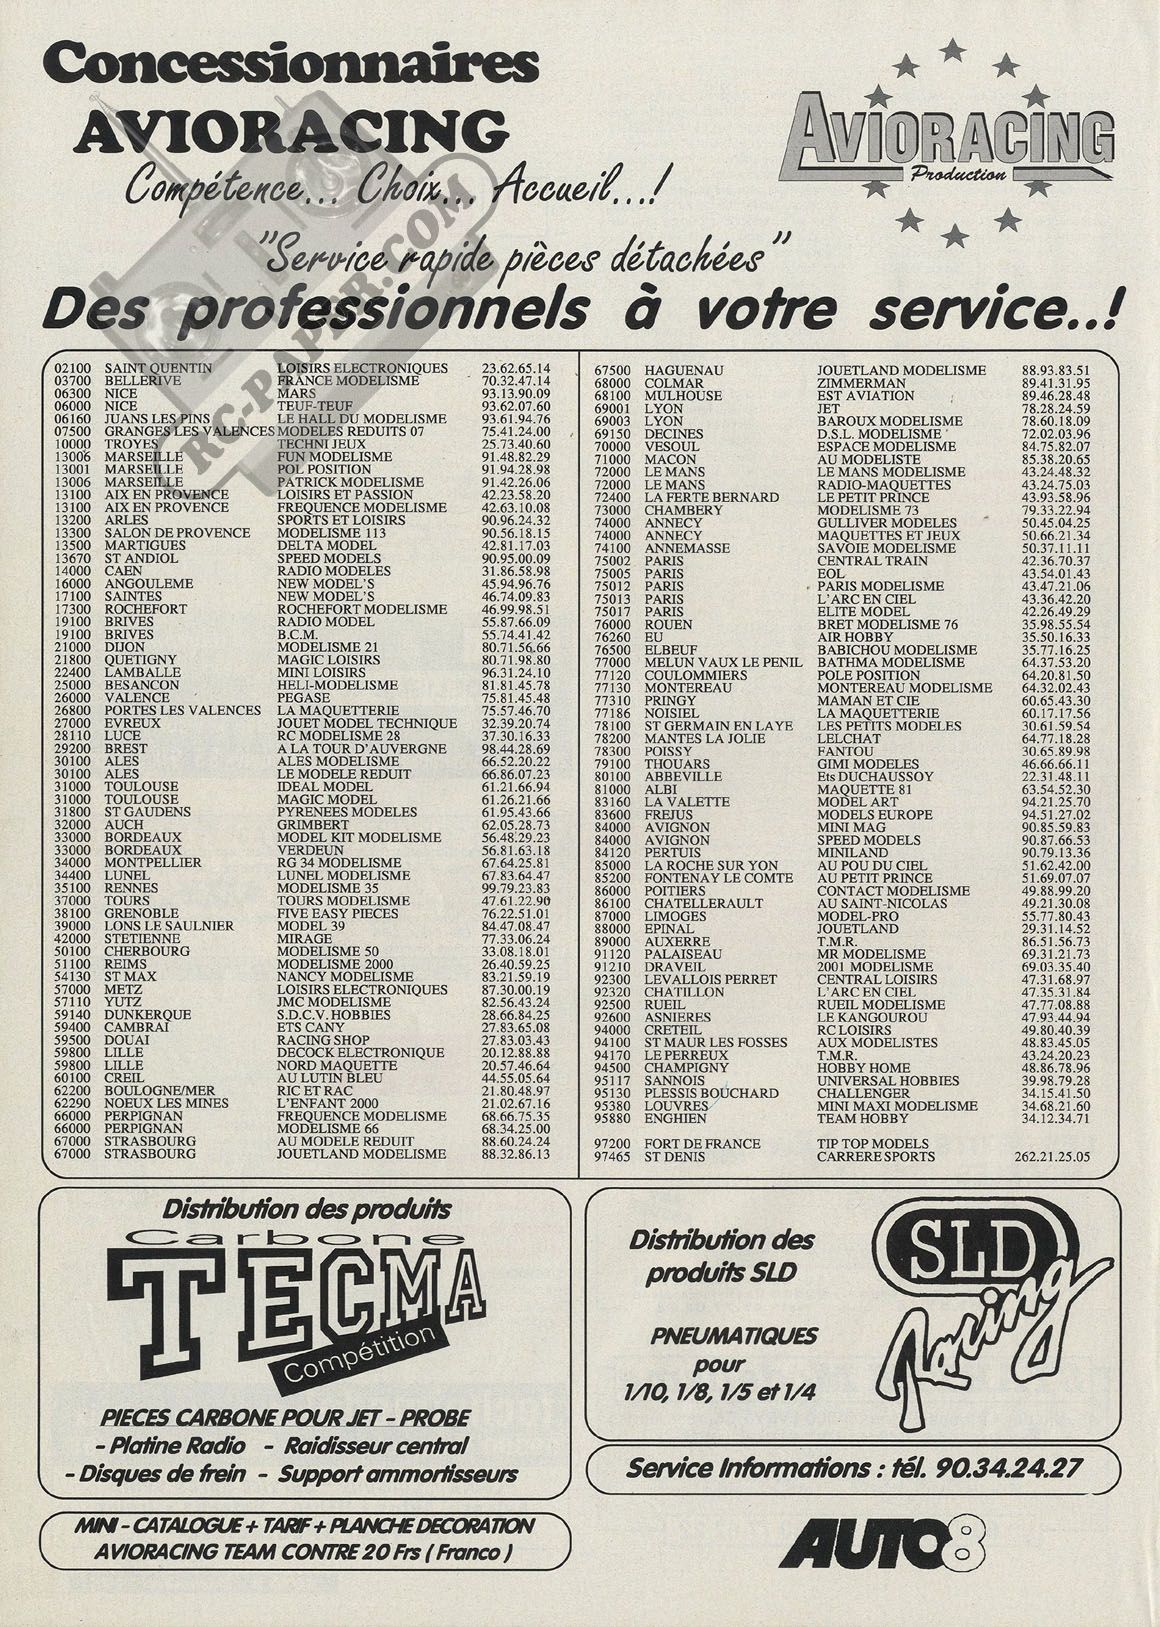 Concessionnaires
AVIORACING
Compétence... Choix... Accueil...!
"Service rapide pièces détachées"
AVIORACING
Production
RC-PAPER.COM
Des professionnels à votre service..!
02100 SAINT QUENTIN LOISIRS ELECTRONIQUES 23.62.65.14
03700 BELLERIVE FRANCE MODELISME 70.32.47.14
06300 NICE MARS 93.13.90.09
06000 NICE TEUF-TEUF 93.62.07.60
06160 JUANS LES PINS LE HALL DU MODELISME 93.61.94.76
07500 GRANGES LES VALENCES MODELES REDUITS 07 75.41.24.00
10000 TROYES TECHNI JEUX 25.73.40.60
13006 MARSEILLE FUN MODELISME 91.48.82.29
13001 MARSEILLE POL POSITION 91.94.28.98
13006 MARSEILLE PATRICK MODELISME 91.42.26.06
13100 AIX EN PROVENCE LOISIRS ET PASSION 42.23.58.20
13100 AIX EN PROVENCE FREQUENCE MODELISME 42.63.10.08
13200 ARLES SPORTS ET LOISIRS 90.96.24.32
13300 SALON DE PROVENCE MODELISME 113 90.56.18.15
13500 MARTIGUES DELTA MODEL 42.81.17.03
13670 ST ANDIOL SPEED MODELS 90.95.00.09
14000 CAEN RADIO MODELES 31.86.58.98
16000 ANGOULEME NEW MODEL'S 45.94.96.76
17100 SAINTES NEW MODEL'S 46.74.09.83
17300 ROCHEFORT ROCHEFORT MODELISME 46.99.98.51
19100 BRIVES RADIO MODEL 55.87.66.09
19100 BRIVES B.C.M. 55.74.41.42
21000 DIJON MODELISME 21 80.71.56.66
21800 QUETIGNY MAGIC LOISIRS 80.71.98.80
22400 LAMBALLE MINI LOISIRS 96.31.24.10
25000 BESANCON HELI-MODELISME 81.81.45.78
26000 VALENCE PEGASE 75.81.45.48
26800 PORTES LES VALENCES LA MAQUETTERIE 75.57.46.70
27000 EVREUX JOUET MODEL TECHNIQUE 32.39.20.74
28110 LUCE RC MODELISME 28 37.30.16.33
29200 BREST A LA TOUR D'AUVERGNE 98.44.28.69
30100 ALES ALES MODELISME 66.52.20.22
30100 ALES LE MODELE REDUIT 66.86.07.23
31000 TOULOUSE IDEAL MODEL 61.21.66.94
31000 TOULOUSE MAGIC MODEL 61.26.21.66
31800 ST GAUDENS PYRENEES MODELES 61.95.43.66
32000 AUCH GRIMBERT 62.05.28.73
33000 BORDEAUX MODEL KIT MODELISME 56.48.29.23
33000 BORDEAUX VERDEUN 56.81.63.18
34000 MONTPELLIER RG 34 MODELISME 67.64.25.81
34400 LUNEL LUNEL MODELISME 67.83.64.47
35100 RENNES MODELISME 35 99.79.23.83
37000 TOURS TOURS MODELISME 47.61.22.90
38100 GRENOBLE FIVE EASY PIECES 76.22.51.01
39000 LONS LE SAULNIER MODEL 39 84.47.08.47
42000 STETIENNE MIRAGE 77.33.06.24
50100 CHERBOURG MODELISME 50 33.08.18.01
51100 REIMS MODELISME 2000 26.40.59.25
54130 ST MAX NANCY MODELISME 83.21.59.19
57000 METZ LOISIRS ELECTRONIQUES 87.30.00.19
57110 YUTZ JMC MODELISME 82.56.43.24
59140 DUNKERQUE S.D.C.V. HOBBIES 28.66.84.25
59400 CAMBRAI ETS CANY 27.83.65.08
59500 DOUAI RACING SHOP 27.83.03.43
59800 LILLE DECOCK ELECTRONIQUE 20.12.88.88
59800 LILLE NORD MAQUETTE 20.57.46.64
60100 CREIL AU LUTIN BLEU 44.55.05.64
62200 BOULOGNE/MER RIC ET RAC 21.80.48.97
62290 NOEUX LES MINES L'ENFANT 2000 21.02.67.16
66000 PERPIGNAN FREQUENCE MODELISME 68.66.75.35
66000 PERPIGNAN MODELISME 66 68.34.25.00
67000 STRASBOURG AU MODELE REDUIT 88.60.24.24
67000 STRASBOURG JOUETLAND MODELISME 88.32.86.13
67500 HAGUENAU JOUETLAND MODELISME 88.93.83.51
68000 COLMAR ZIMMERMAN 89.41.31.95
68100 MULHOUSE EST AVIATION 89.46.28.48
69001 LYON JET 78.28.24.59
69003 LYON BAROUX MODELISME 78.60.18.09
69150 DECINES D.S.L. MODELISME 72.02.03.96
70000 VESOUL ESPACE MODELISME 84.75.82.07
71000 MACON AU MODELISTE 85.38.20.65
72000 LE MANS LE MANS MODELISME 43.24.48.32
72000 LE MANS RADIO-MAQUETTES 43.24.75.03
72400 LA FERTE BERNARD LE PETIT PRINCE 43.93.58.96
73000 CHAMBERY MODELISME 73 79.33.22.94
74000 ANNECY GULLIVER MODELES 50.45.04.25
74000 ANNECY MAQUETTES ET JEUX 50.66.21.34
74100 ANNEMASSE SAVOIE MODELISME 50.37.11.11
75002 PARIS CENTRAL TRAIN 42.36.70.37
75005 PARIS EOL 43.54.01.43
75012 PARIS PARIS MODELISME 43.47.21.06
75013 PARIS L'ARC EN CIEL 43.36.42.20
75017 PARIS ELITE MODEL 42.26.49.29
76000 ROUEN BRET MODELISME 76 35.98.55.54
76260 EU AIR HOBBY 35.50.16.33
76500 ELBEUF BABICHOU MODELISME 35.77.16.25
77000 MELUN VAUX LE PENIL BATHMA MODELISME 64.37.53.20
77120 COULOMMIERS POLE POSITION 64.20.81.50
77130 MONTEREAU MONTEREAU MODELISME 64.32.02.43
77310 PRINGY MAMAN ET CIE 60.65.43.30
77186 NOISIEL LA MAQUETTERIE 60.17.17.56
78100 ST GERMAIN EN LAYE LES PETITS MODELES 30.61.59.54
78200 MANTES LA JOLIE LELCHAT 64.77.18.28
78300 POISSY FANTOU 30.65.89.98
79100 THOUARS GIMI MODELES 46.66.66.11
80100 ABBEVILLE Ets DUCHAUSSOY 22.31.48.11
81000 ALBI MAQUETTE 81 63.54.52.30
83160 LA VALETTE MODEL ART 94.21.25.70
83600 FREJUS MODELS EUROPE 94.51.27.02
84000 AVIGNON MINI MAG 90.85.59.83
84000 AVIGNON SPEED MODELS 90.87.66.53
84120 PERTUIS MINILAND 90.79.13.36
85000 LA ROCHE SUR YON AU POU DU CIEL 51.62.42.00
85200 FONTENAY LE COMTE AU PETIT PRINCE 51.69.07.07
86000 POITIERS CONTACT MODELISME 49.88.99.20
86100 CHATELLERAULT AU SAINT-NICOLAS 49.21.30.08
87000 LIMOGES MODEL-PRO 55.77.80.43
88000 EPINAL JOUETLAND 29.31.14.52
89000 AUXERRE T.M.R. 86.51.56.73
91120 PALAISEAU MR MODELISME 69.31.21.73
91210 DRAVEIL 2001 MODELISME 69.03.35.40
92300 LEVALLOIS PERRET CENTRAL LOISIRS 47.31.68.97
92320 CHATILLON L'ARC EN CIEL 47.35.31.84
92500 RUEIL RUEIL MODELISME 47.77.08.88
92600 ASNIERES LE KANGOUROU 47.93.44.94
94000 CRETEIL RC LOISIRS 49.80.40.39
94100 ST MAUR LES FOSSES AUX MODELISTES 48.83.45.05
94170 LE PERREUX T.M.R. 43.24.20.23
94500 CHAMPIGNY HOBBY HOME 48.86.78.96
95117 SANNOIS UNIVERSAL HOBBIES 39.98.79.28
95130 PLESSIS BOUCHARD CHALLENGER 34.15.41.50
95380 LOUVRES MINI MAXI MODELISME 34.68.21.60
95880 ENGHIEN TEAM HOBBY 34.12.34.71
97200 FORT DE FRANCE TIP TOP MODELS
97465 ST DENIS CARRERE SPORTS 262.21.25.05
Distribution des produits
Carbone
TECMA
Compétition
PIECES CARBONE POUR JET - PROBE
- Platine Radio - Raidisseur central
- Disques de frein - Support ammortisseurs
MINI - CATALOGUE + TARIF + PLANCHE DECORATION
AVIORACING TEAM CONTRE 20 Frs ( Franco )
Distribution des
produits SLD
PNEUMATIQUES
pour
1/10, 1/8, 1/5 et 1/4
SLD
Racing
Service Informations : tél. 90.34.24.27
AUTO8